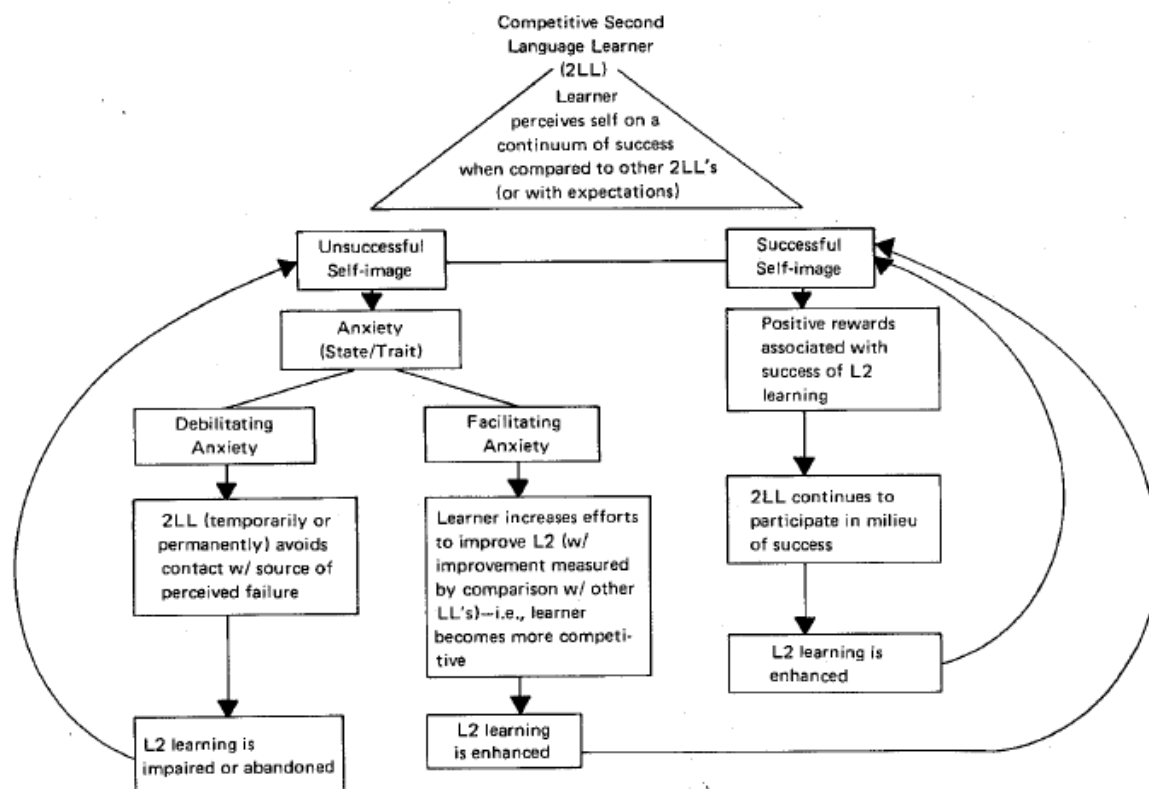 Competitive Second
Language Learner
(2LL)
Learner
perceives self on a
continuum of success
when compared to other 2LL's
(or with expectations)
Unsuccessful
Self-image
Successful
Self-image
Anxiety
(State/Trait)
Positive rewards
associated with
success of L2
learning
Debilitating
Anxiety
Facilitating
Anxiety
2LL (temporarily or
permanently) avoids
contact w/ source of
perceived failure
Learner increases efforts
to improve L2 (w/
improvement measured
by comparison w/ other
LL's)—i.e., learner
becomes more competi-
tive
2LL continues to
participate in milieu
of success
L2 learning is
enhanced
L2 learning is
impaired or abandoned
L2 learning
is enhanced